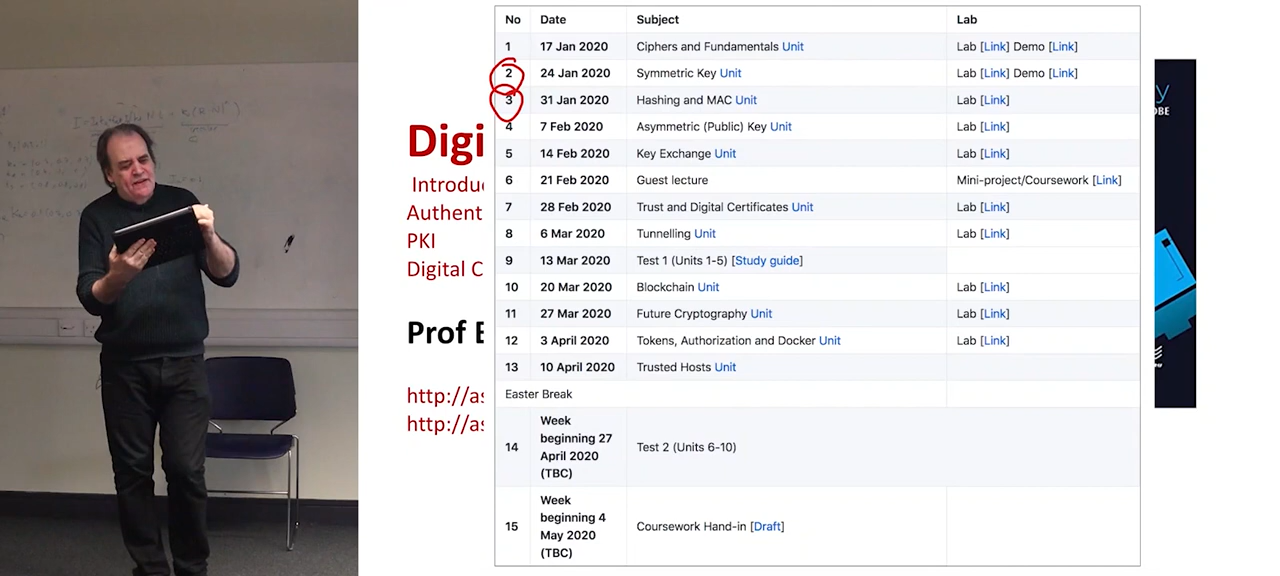 Digi
Introduc
Authent
PKI
Digital C
Prof E
http://as
http://as
No Date Subject Lab
1 17 Jan 2020 Ciphers and Fundamentals Unit Lab [Link] Demo [Link]
2 24 Jan 2020 Symmetric Key Unit Lab [Link] Demo [Link]
3 31 Jan 2020 Hashing and MAC Unit Lab [Link]
4 7 Feb 2020 Asymmetric (Public) Key Unit Lab [Link]
5 14 Feb 2020 Key Exchange Unit Lab [Link]
6 21 Feb 2020 Guest lecture Mini-project/Coursework [Link]
7 28 Feb 2020 Trust and Digital Certificates Unit Lab [Link]
8 6 Mar 2020 Tunnelling Unit Lab [Link]
9 13 Mar 2020 Test 1 (Units 1-5) [Study guide]
10 20 Mar 2020 Blockchain Unit Lab [Link]
11 27 Mar 2020 Future Cryptography Unit Lab [Link]
12 3 April 2020 Tokens, Authorization and Docker Unit Lab [Link]
13 10 April 2020 Trusted Hosts Unit
Easter Break
14 Week
beginning 27
April 2020
(TBC) Test 2 (Units 6-10)
15 Week
beginning 4
May 2020
(TBC) Coursework Hand-in [Draft]
y
OBE